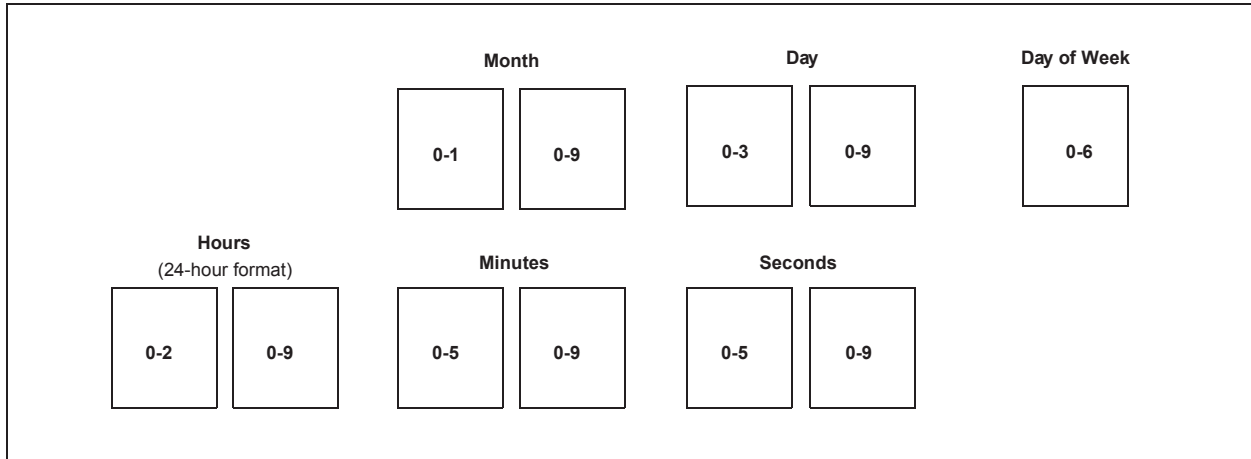 Month Day Day of Week
0-1 0-9 0-3 0-9 0-6
Hours
(24-hour format) Minutes Seconds
0-2 0-9 0-5 0-9 0-5 0-9